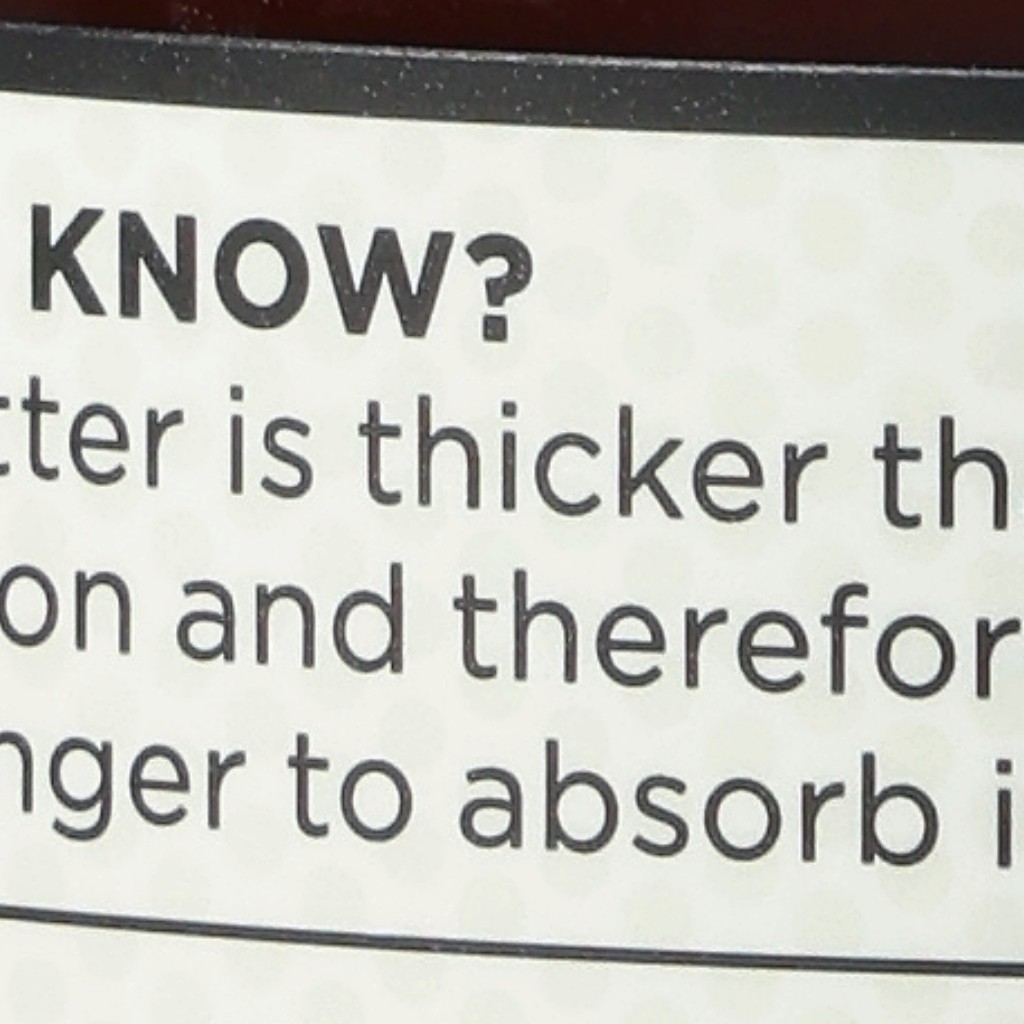 KNOW?
tter is thicker th
on and therefor
nger to absorb i